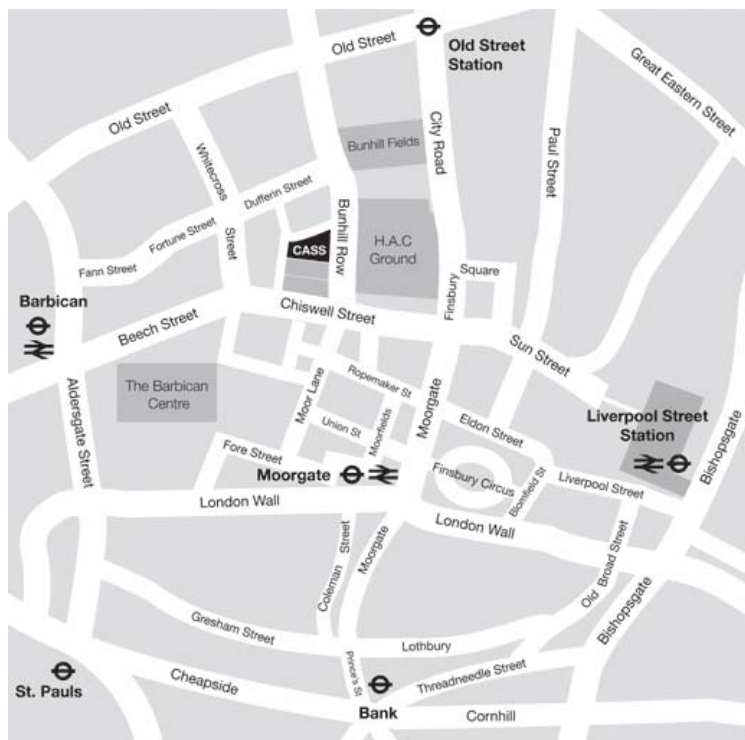 Old Street
Old Street
Station
Great Eastern Street
Old Street
City Road
Paul Street
Whitecross
Street
Bunhill Fields
Dufferin Street
Fortune Street
Fann Street
Bunhill Row
CASS
H.A.C
Ground
Finsbury
Square
Barbican
Beech Street
Chiswell Street
Sun Street
The Barbican
Centre
Aldersgate Street
Moor Lane
Ropemaker St
Moorgate
Eldon Street
Liverpool Street
Station
Bishopsgate
Union St
Moorfields
Fore Street
Moorgate
Finsbury Circus
Blomfield St
Liverpool Street
London Wall
London Wall
Coleman Street
Moorgate
Old Broad Street
Bishopsgate
Gresham Street
Lothbury
Prince's St
Threadneedle Street
St. Pauls
Cheapside
Bank
Cornhill